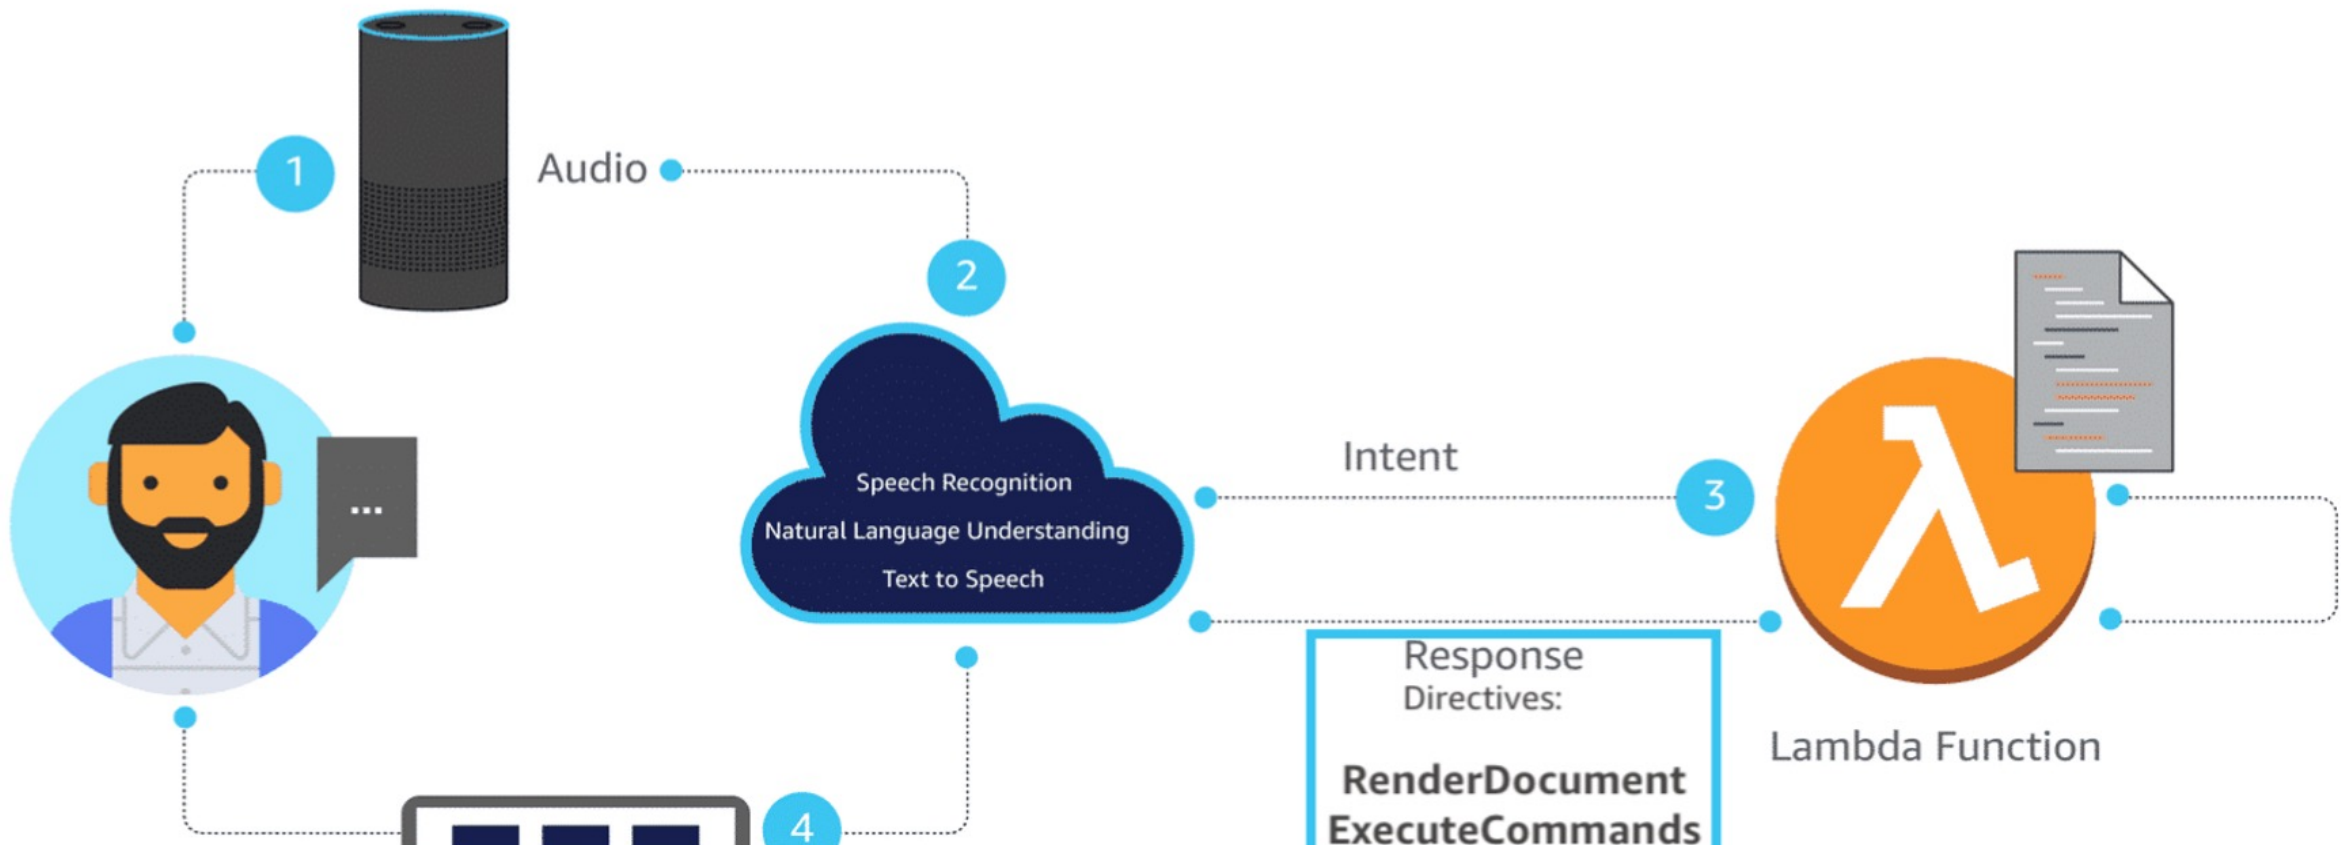 1
Audio
2
...
Speech Recognition
Natural Language Understanding
Text to Speech
Intent
3
Response
Directives:
RenderDocument
ExecuteCommands
Lambda Function
4